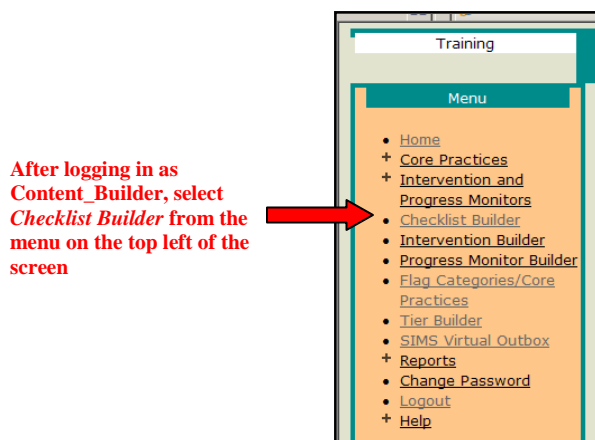 Training
Menu
After logging in as
Content_Builder, select
Checklist Builder from the
menu on the top left of the
screen
• Home
+ Core Practices
+ Intervention and
Progress Monitors
• Checklist Builder
• Intervention Builder
• Progress Monitor Builder
• Flag Categories/Core
Practices
• Tier Builder
• SIMS Virtual Outbox
+ Reports
• Change Password
• Logout
+ Help